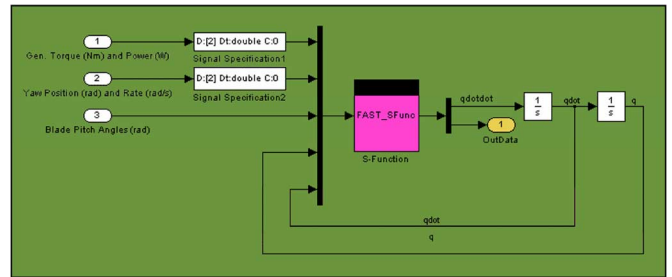 1
D:[2] Dt:double C:0
Gen. Torque (Nm) and Power (W)
Signal Specification1
2
D:[2] Dt:double C:0
Yaw Position (rad) and Rate (rad/s)
Signal Specification2
3
Blade Pitch Angles (rad)
FAST_SFunc
S-Function
qdotdot
1
s
qdot
1
s
q
1
OutData
qdot
q